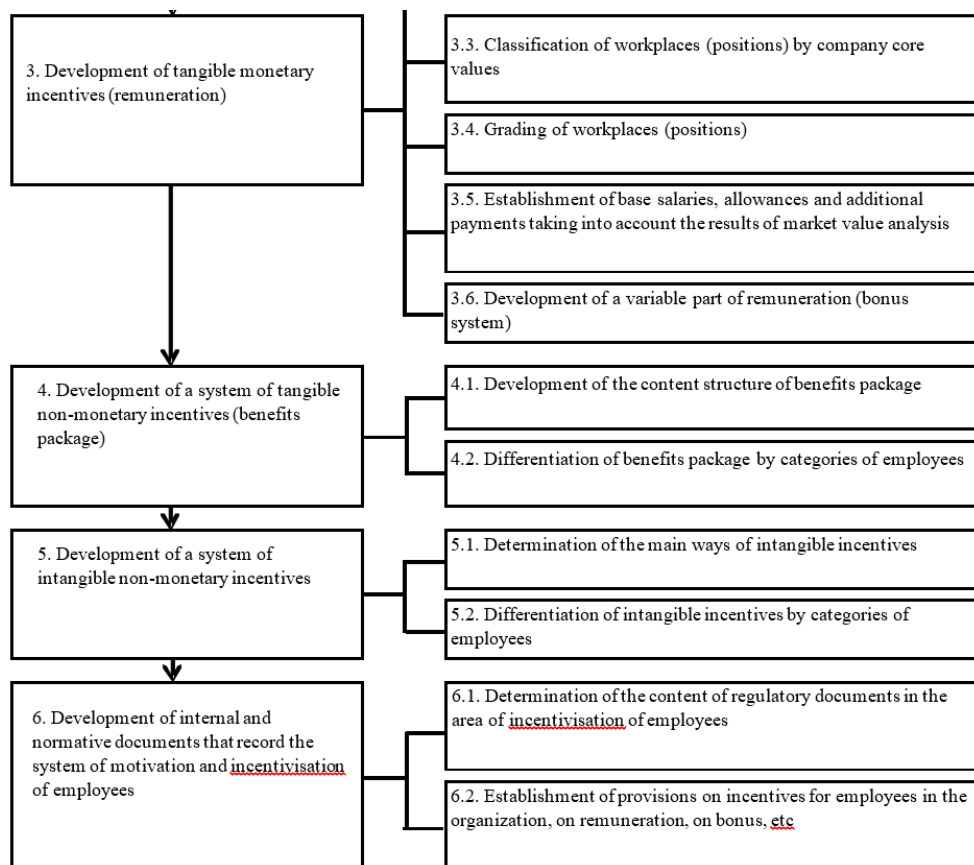 3. Development of tangible monetary
incentives (remuneration)
3.3. Classification of workplaces (positions) by company core
values
3.4. Grading of workplaces (positions)
3.5. Establishment of base salaries, allowances and additional
payments taking into account the results of market value analysis
3.6. Development of a variable part of remuneration (bonus
system)
4. Development of a system of tangible
non-monetary incentives (benefits
package)
4.1. Development of the content structure of benefits package
4.2. Differentiation of benefits package by categories of employees
5. Development of a system of
intangible non-monetary incentives
5.1. Determination of the main ways of intangible incentives
5.2. Differentiation of intangible incentives by categories of
employees
6. Development of internal and
normative documents that record the
system of motivation and incentivisation
of employees
6.1. Determination of the content of regulatory documents in the
area of incentivisation of employees
6.2. Establishment of provisions on incentives for employees in the
organization, on remuneration, on bonus, etc